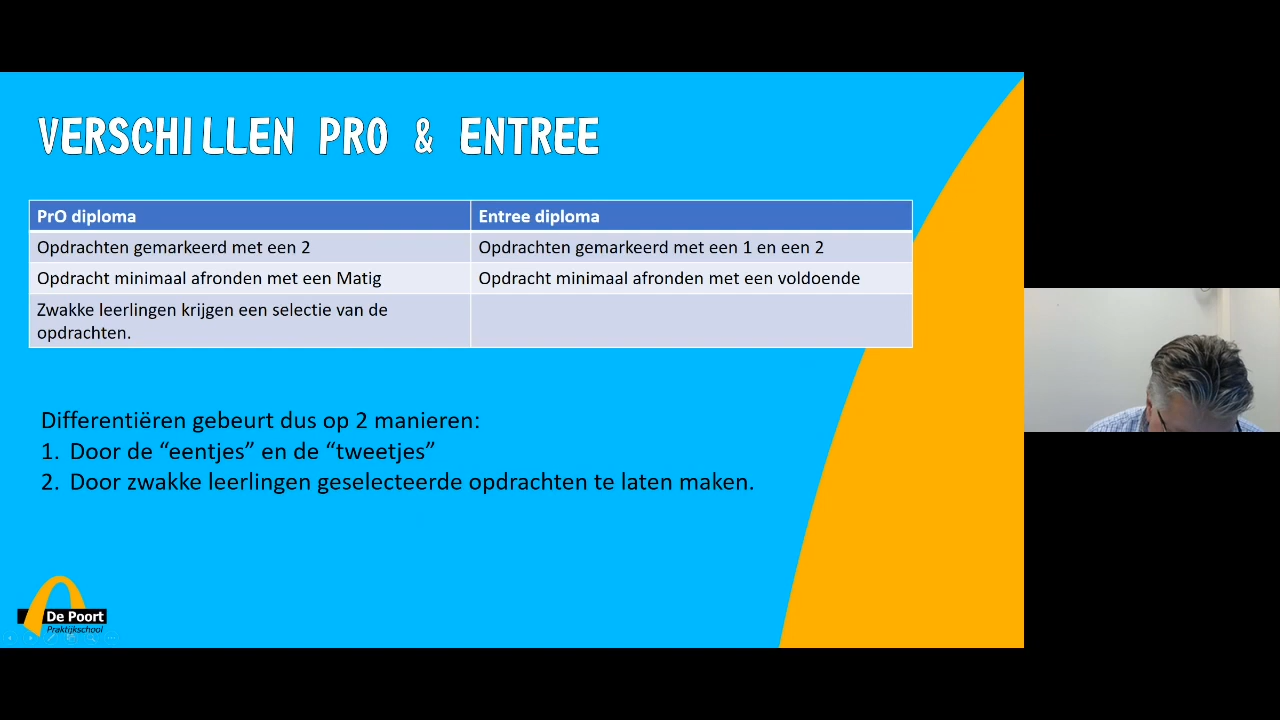 VERSCHILLEN PRO & ENTREE
PrO diploma
Entree diploma
Opdrachten gemarkeerd met een 2
Opdrachten gemarkeerd met een 1 en een 2
Opdracht minimaal afronden met een Matig
Opdracht minimaal afronden met een voldoende
Zwakke leerlingen krijgen een selectie van de
opdrachten.
Differentiëren gebeurt dus op 2 manieren:
1. Door de “eentjes” en de “tweetjes”
2. Door zwakke leerlingen geselecteerde opdrachten te laten maken.
De Poort
Praktijkschool